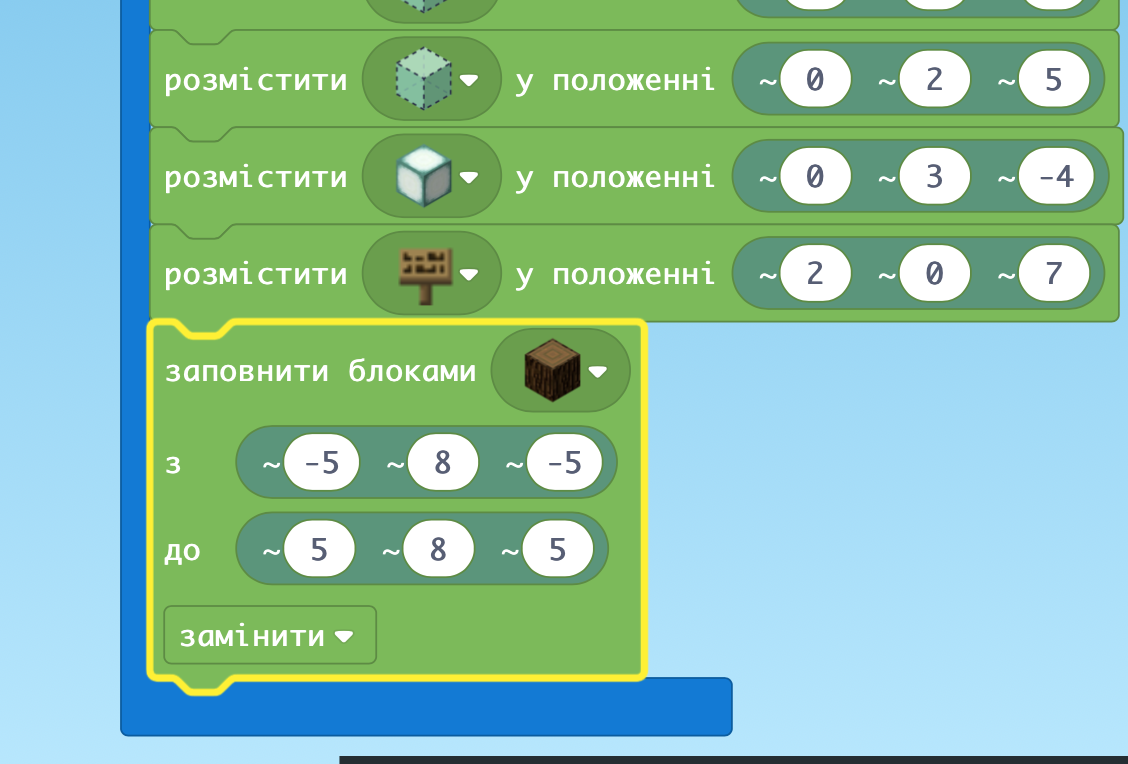 розмістити у положенні ~0 ~2 ~5
розмістити у положенні ~0 ~3 ~-4
розмістити у положенні ~2 ~0 ~7
заповнити блоками
з ~-5 ~8 ~-5
до ~5 ~8 ~5
замінити